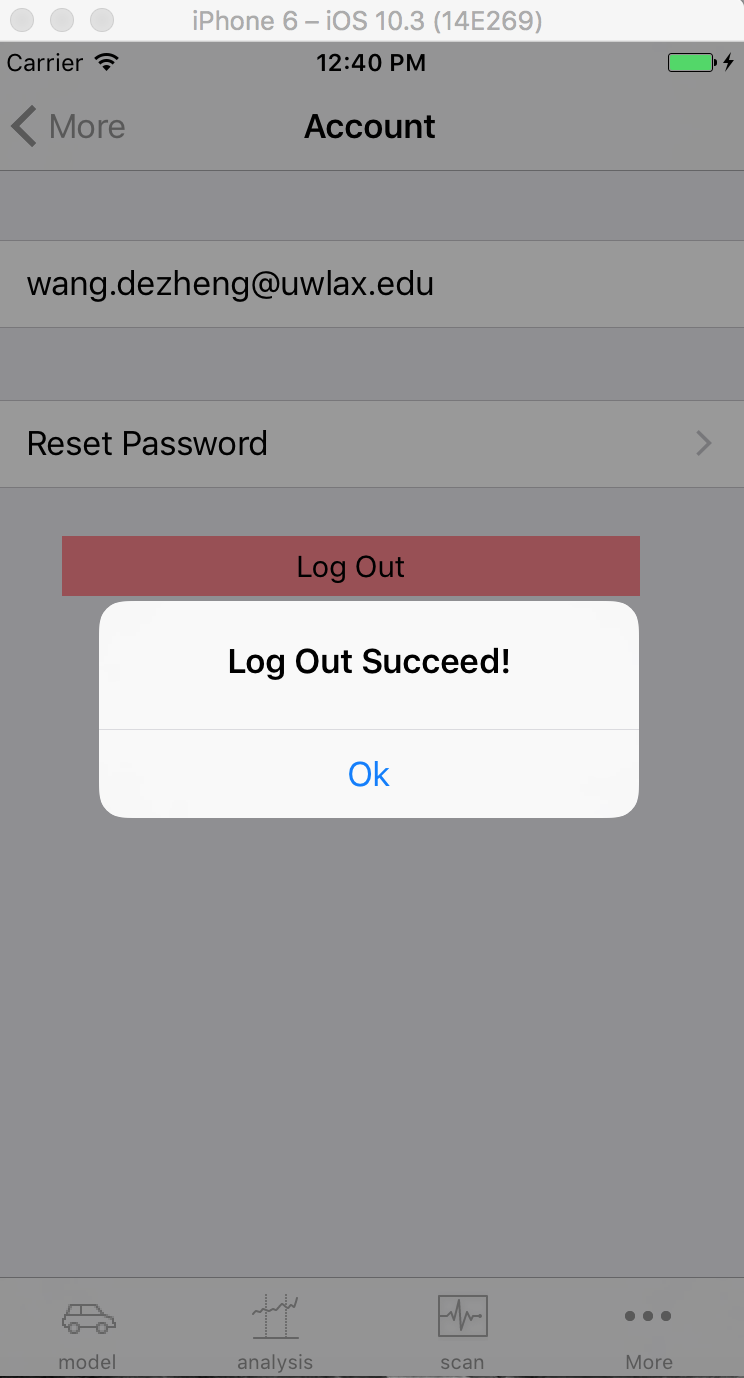 iPhone 6 – iOS 10.3 (14E269)
Carrier 12:40 PM
More Account
wang.dezheng@uwlax.edu
Reset Password
Log Out
Log Out Succeed!
Ok
model analysis scan More